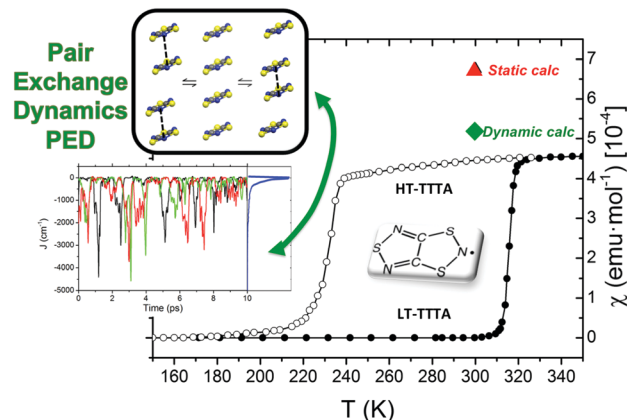 Pair
Exchange
Dynamics
PED
Static calc
Dynamic calc
HT-TTTA
LT-TTTA
S
N
C
S
N•
N
C
S
J (cm⁻¹)
0
-1000
-2000
-3000
-4000
-5000
0 2 4 6 8 10
Time (ps)
7
6
5
4
3
2
1
0
χ (emu·mol⁻¹) [10⁻⁴]
160 180 200 220 240 260 280 300 320 340
T (K)